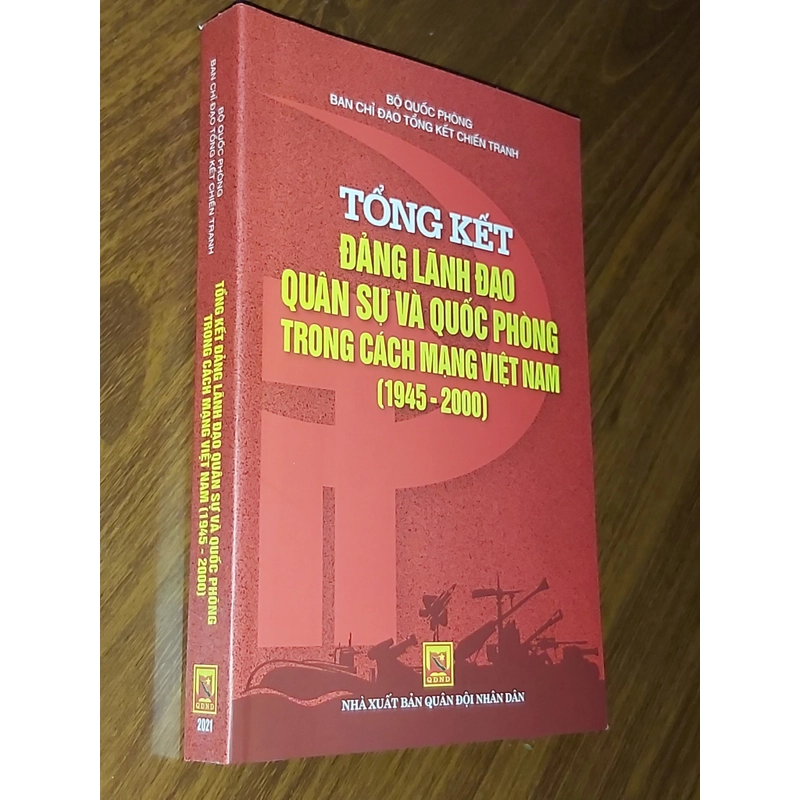 BỘ QUỐC PHÒNG
BAN CHỈ ĐẠO TỔNG KẾT CHIẾN TRANH
TỔNG KẾT
ĐẢNG LÃNH ĐẠO
QUÂN SỰ VÀ QUỐC PHÒNG
TRONG CÁCH MẠNG VIỆT NAM
(1945 - 2000)
QĐND
NHÀ XUẤT BẢN QUÂN ĐỘI NHÂN DÂN
BỘ QUỐC PHÒNG
BAN CHỈ ĐẠO TỔNG KẾT CHIẾN TRANH
TỔNG KẾT ĐẢNG LÃNH ĐẠO QUÂN SỰ VÀ QUỐC PHÒNG
TRONG CÁCH MẠNG VIỆT NAM (1945 - 2000)
QĐND
2021